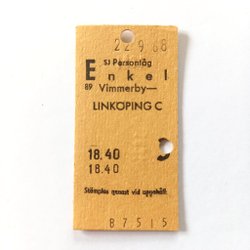 22 9 68
SJ Persontåg
Enkel
89 Vimmerby—
LINKÖPING C
18.40
18.40
Stämplas genast vid uppehåll
87515